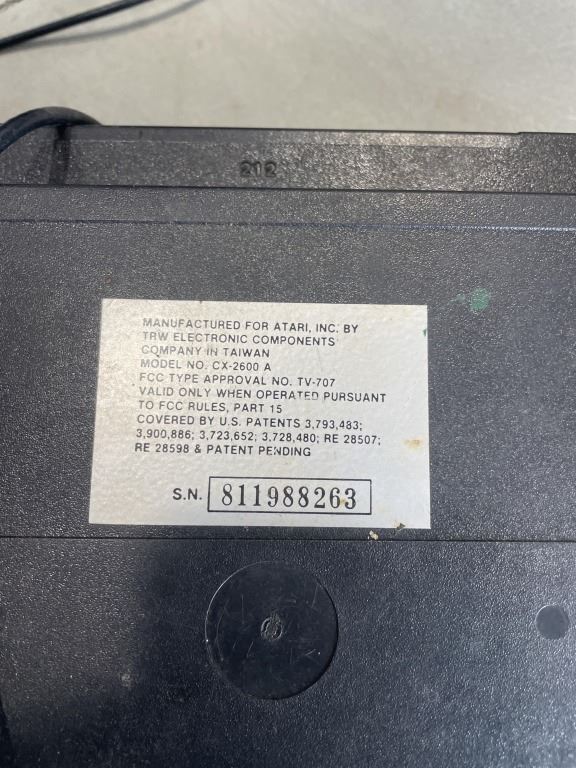 212
MANUFACTURED FOR ATARI, INC. BY
TRW ELECTRONIC COMPONENTS
COMPANY IN TAIWAN
MODEL NO. CX-2600 A
FCC TYPE APPROVAL NO. TV-707
VALID ONLY WHEN OPERATED PURSUANT
TO FCC RULES, PART 15
COVERED BY U.S. PATENTS 3,793,483;
3,900,886; 3,723,652; 3,728,480; RE 28507;
RE 28598 & PATENT PENDING
S.N. 811988263